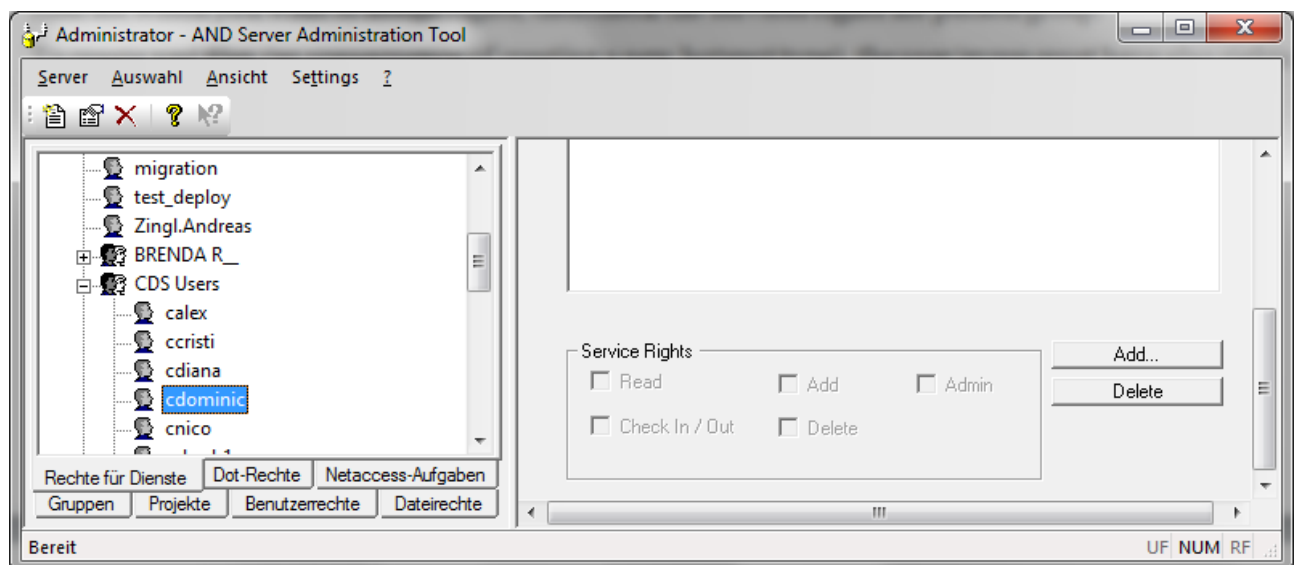 Administrator - AND Server Administration Tool
Server Auswahl Ansicht Settings ?
migration
test_deploy
Zingl.Andreas
BRENDA R__
CDS Users
calex
ccristi
cdiana
cdominic
cnico
Rechte für Dienste Dot-Rechte Netaccess-Aufgaben
Gruppen Projekte Benutzerrechte Dateirechte
Service Rights
Read Add Admin
Check In / Out Delete
Add...
Delete
Bereit UF NUM RF